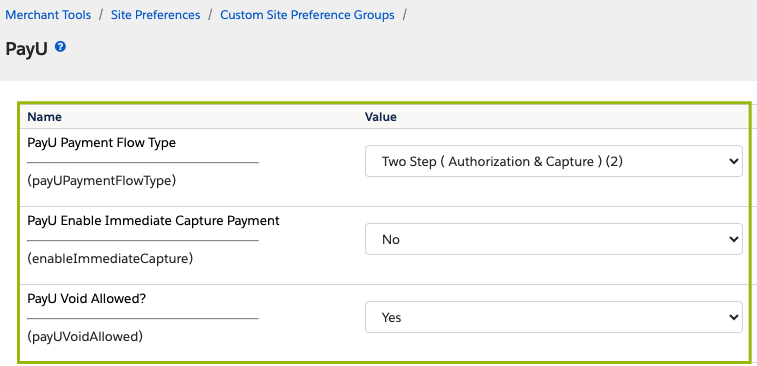 Merchant Tools / Site Preferences / Custom Site Preference Groups /
PayU ?
Name Value
PayU Payment Flow Type
Two Step ( Authorization & Capture ) (2)
(payUPaymentFlowType)
PayU Enable Immediate Capture Payment
No
(enableImmediateCapture)
PayU Void Allowed?
Yes
(payUVoidAllowed)